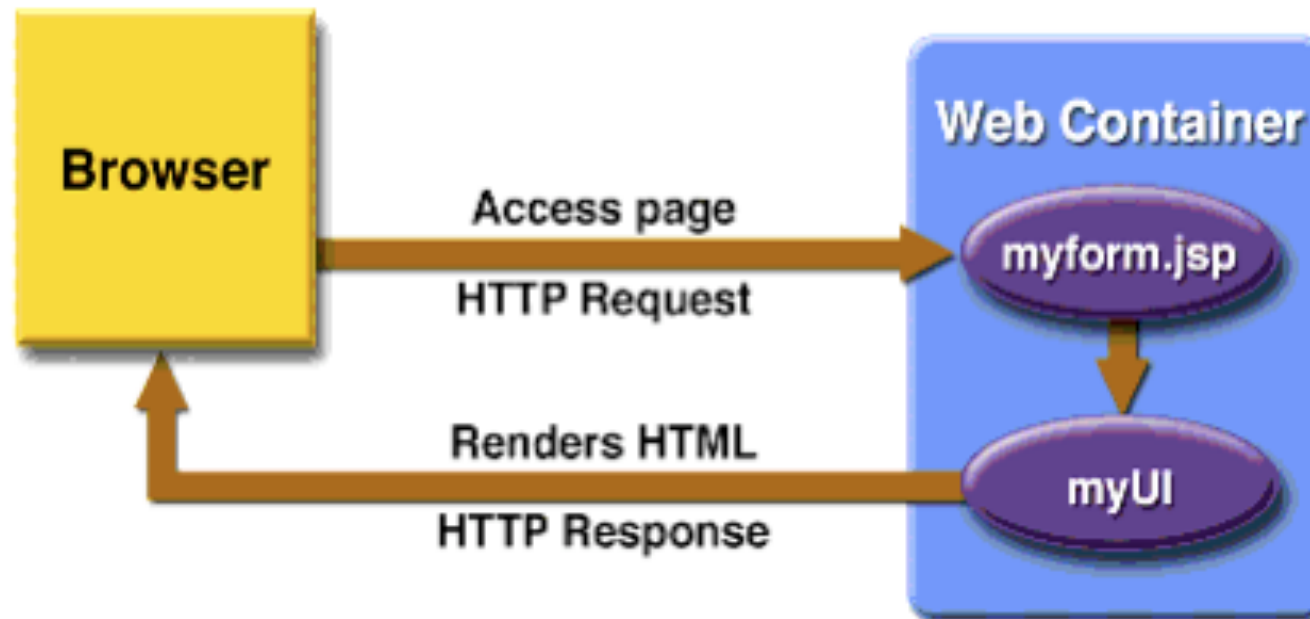 Browser
Web Container
Access page
HTTP Request
myform.jsp
Renders HTML
HTTP Response
myUI